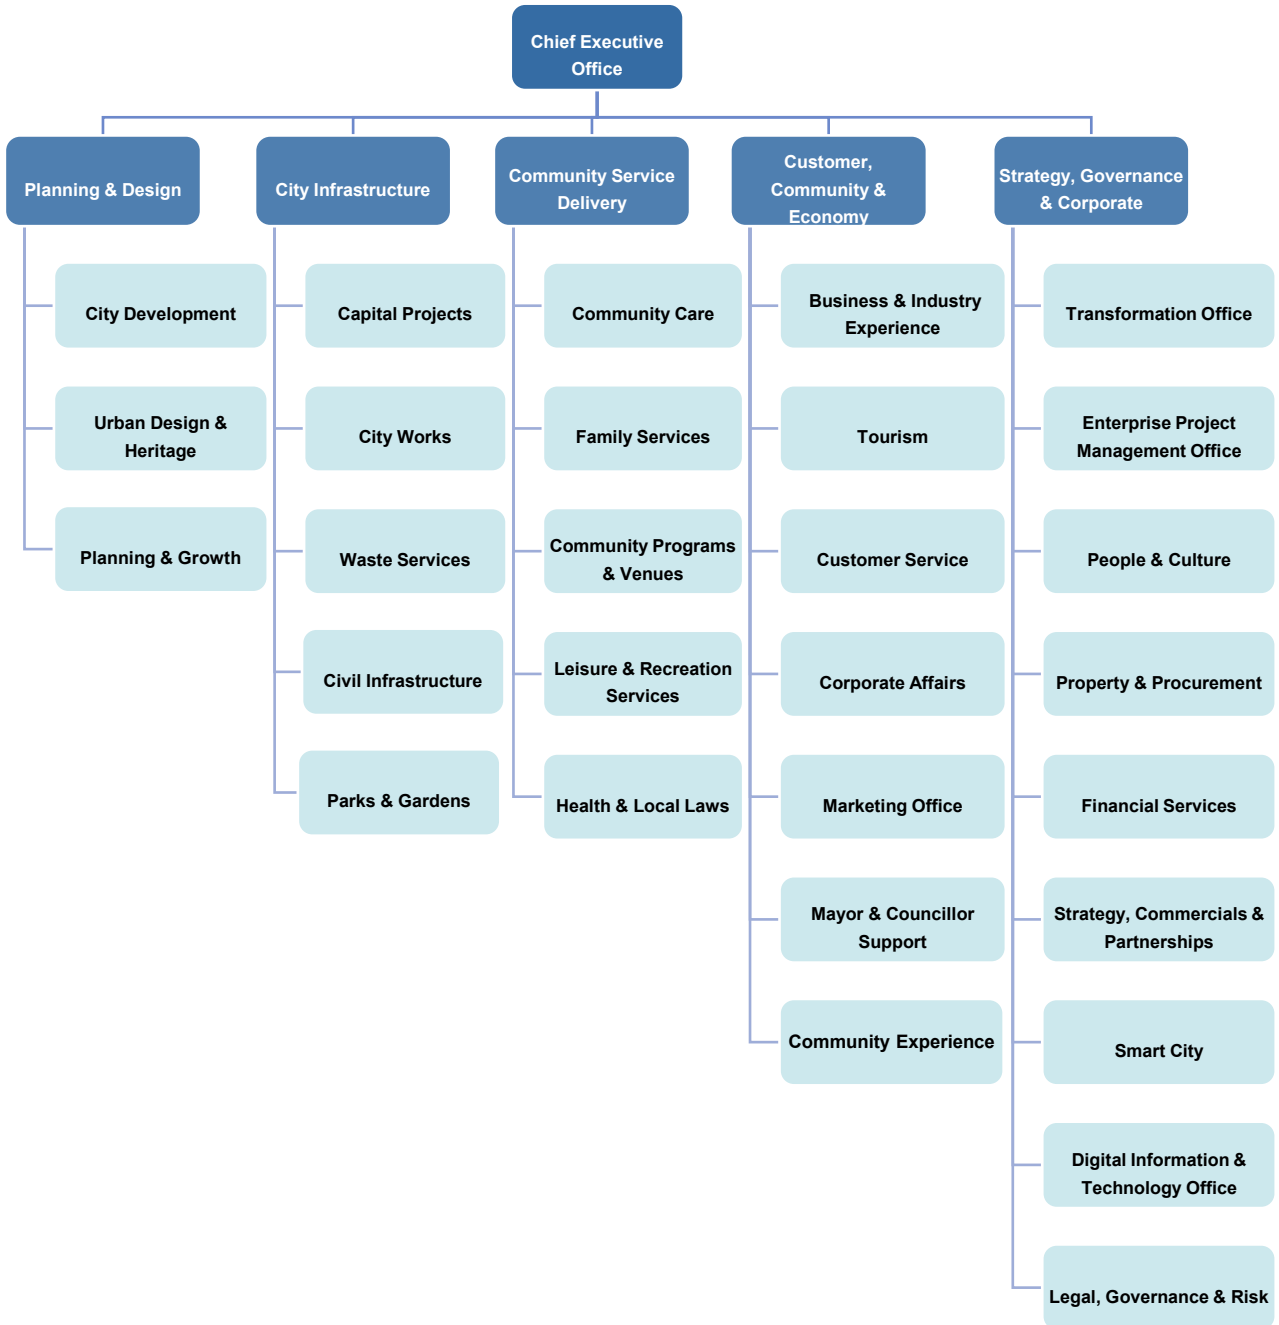 Chief Executive
Office
Planning & Design
City Infrastructure
Community Service
Delivery
Customer,
Community &
Economy
Strategy, Governance
& Corporate
City Development
Urban Design &
Heritage
Planning & Growth
Capital Projects
City Works
Waste Services
Civil Infrastructure
Parks & Gardens
Community Care
Family Services
Community Programs
& Venues
Leisure & Recreation
Services
Health & Local Laws
Business & Industry
Experience
Tourism
Customer Service
Corporate Affairs
Marketing Office
Mayor & Councillor
Support
Community Experience
Transformation Office
Enterprise Project
Management Office
People & Culture
Property & Procurement
Financial Services
Strategy, Commercials &
Partnerships
Smart City
Digital Information &
Technology Office
Legal, Governance & Risk